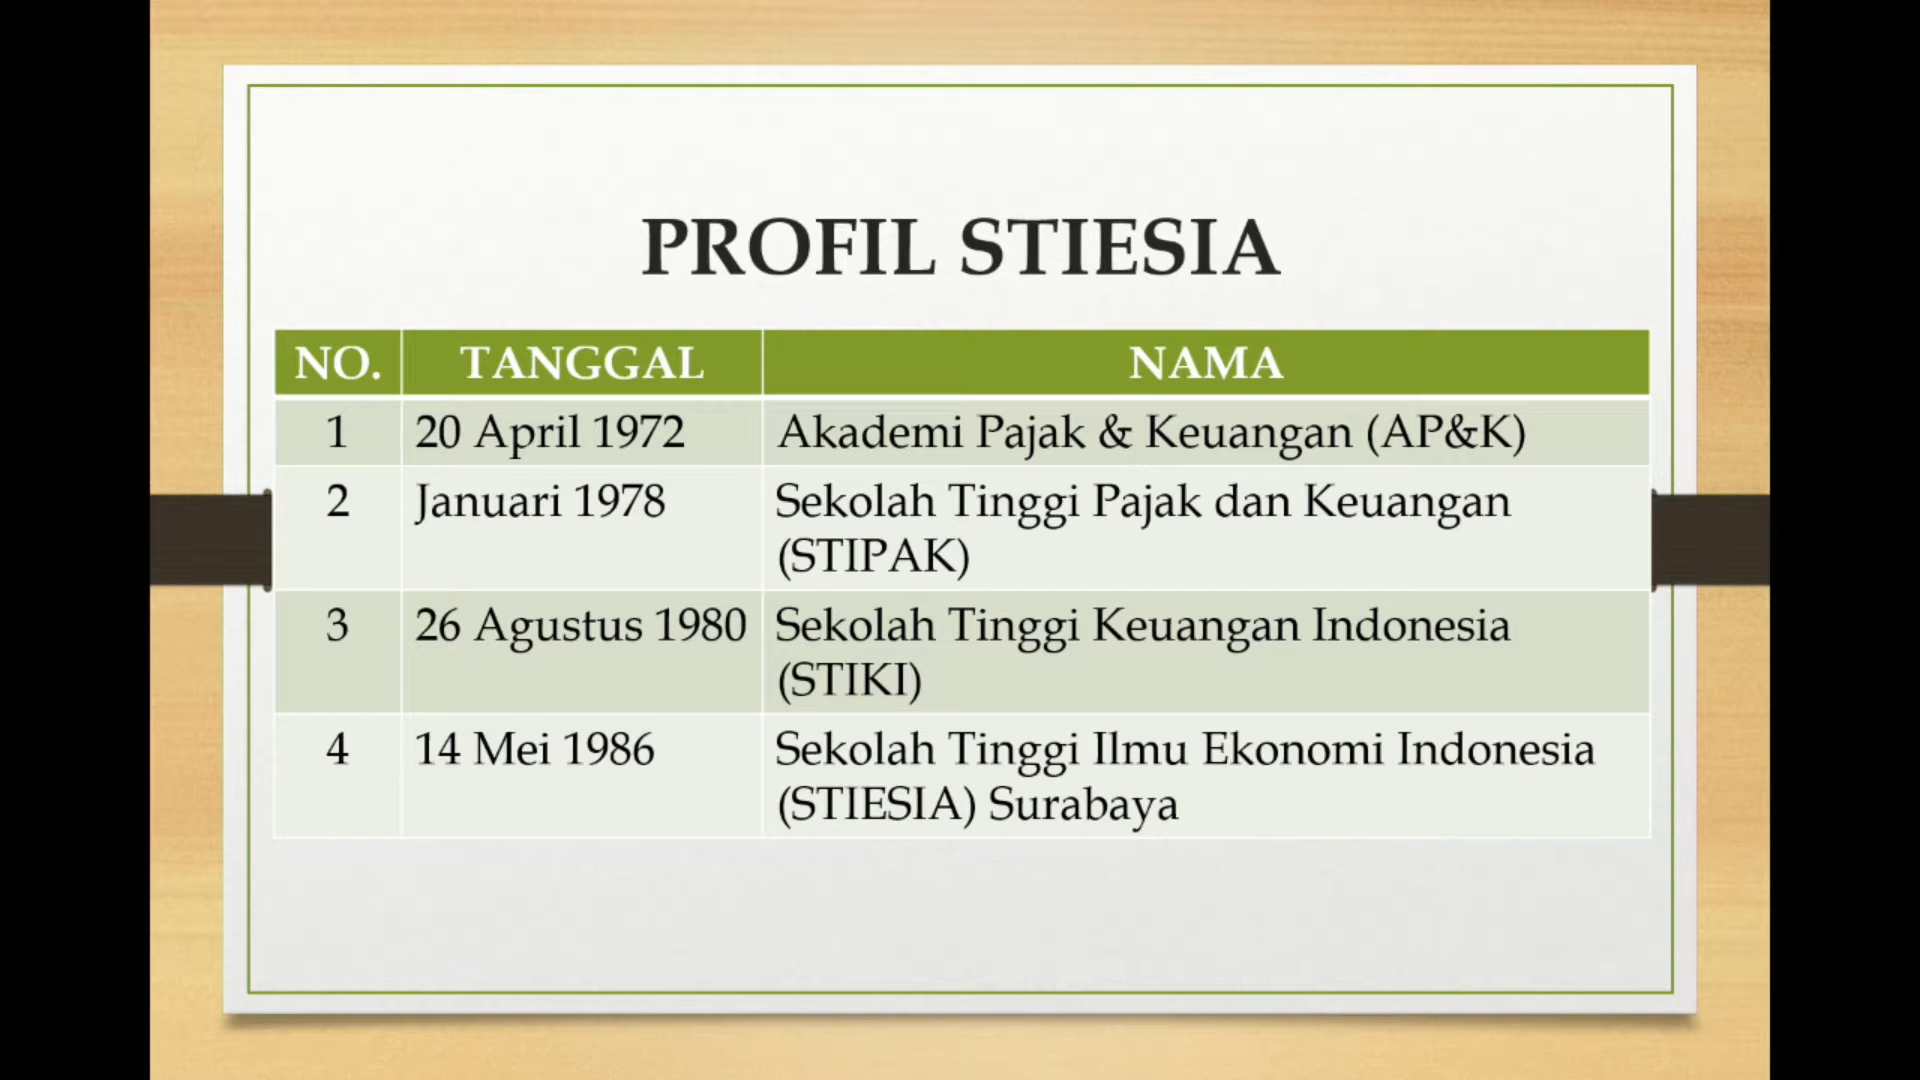 PROFIL STIESIA
NO. TANGGAL NAMA
1 20 April 1972 Akademi Pajak & Keuangan (AP&K)
2 Januari 1978 Sekolah Tinggi Pajak dan Keuangan
(STIPAK)
3 26 Agustus 1980 Sekolah Tinggi Keuangan Indonesia
(STIKI)
4 14 Mei 1986 Sekolah Tinggi Ilmu Ekonomi Indonesia
(STIESIA) Surabaya